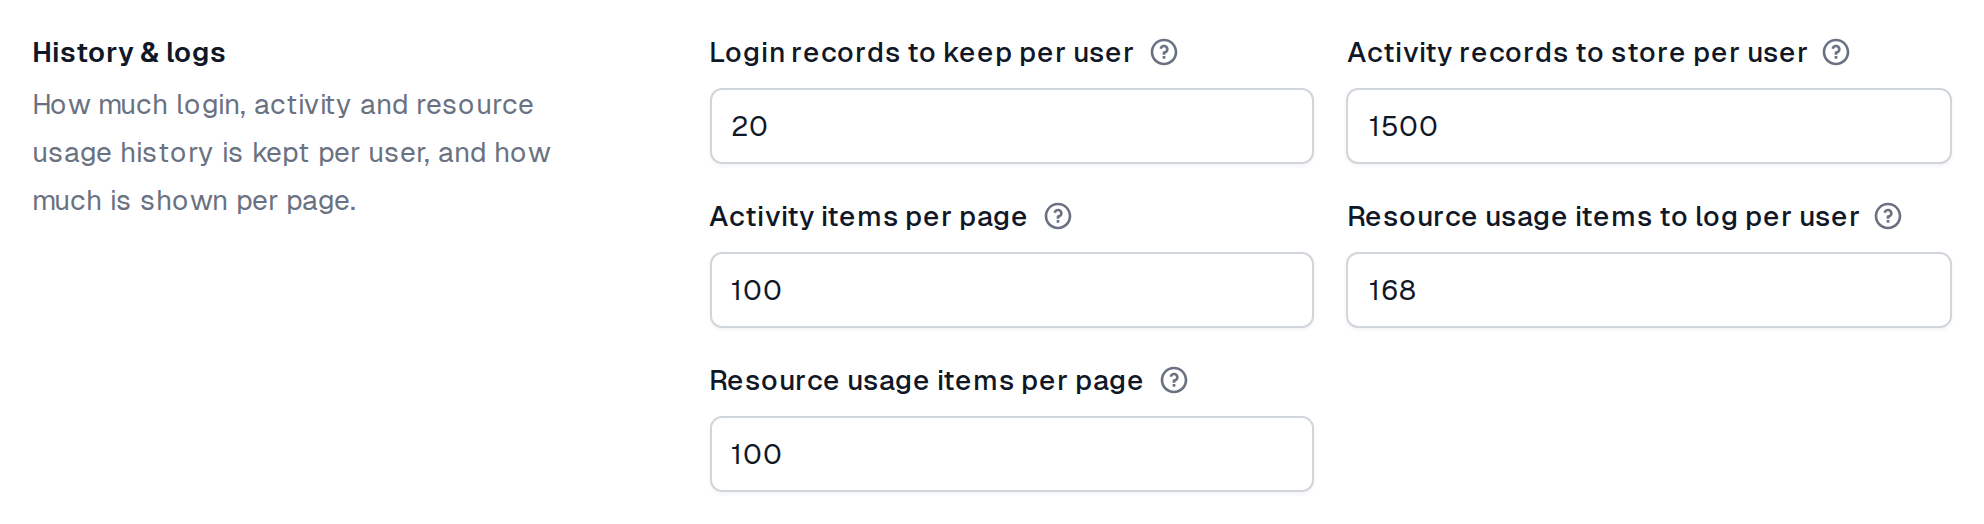 History & logs
How much login, activity and resource
usage history is kept per user, and how
much is shown per page.
Login records to keep per user
20
Activity records to store per user
1500
Activity items per page
100
Resource usage items to log per user
168
Resource usage items per page
100